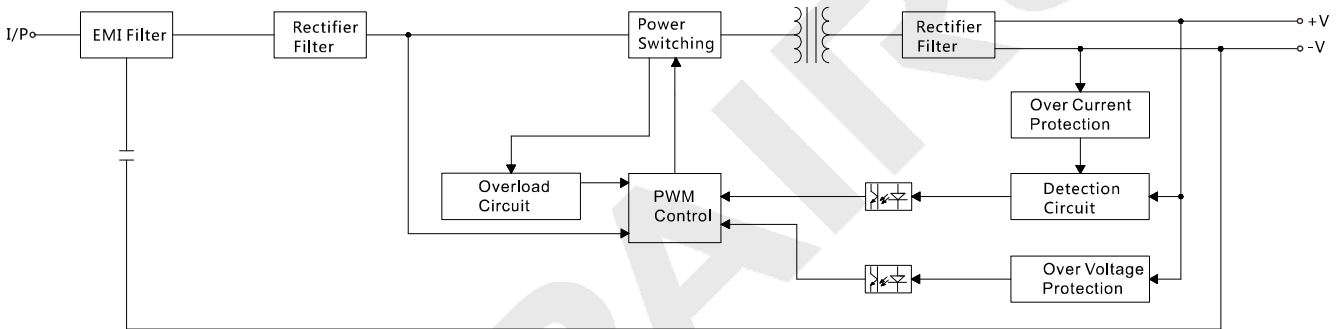 I/P
EMI Filter
Rectifier
Filter
Power
Switching
Rectifier
Filter
+V
-V
Over Current
Protection
Overload
Circuit
PWM
Control
Detection
Circuit
Over Voltage
Protection